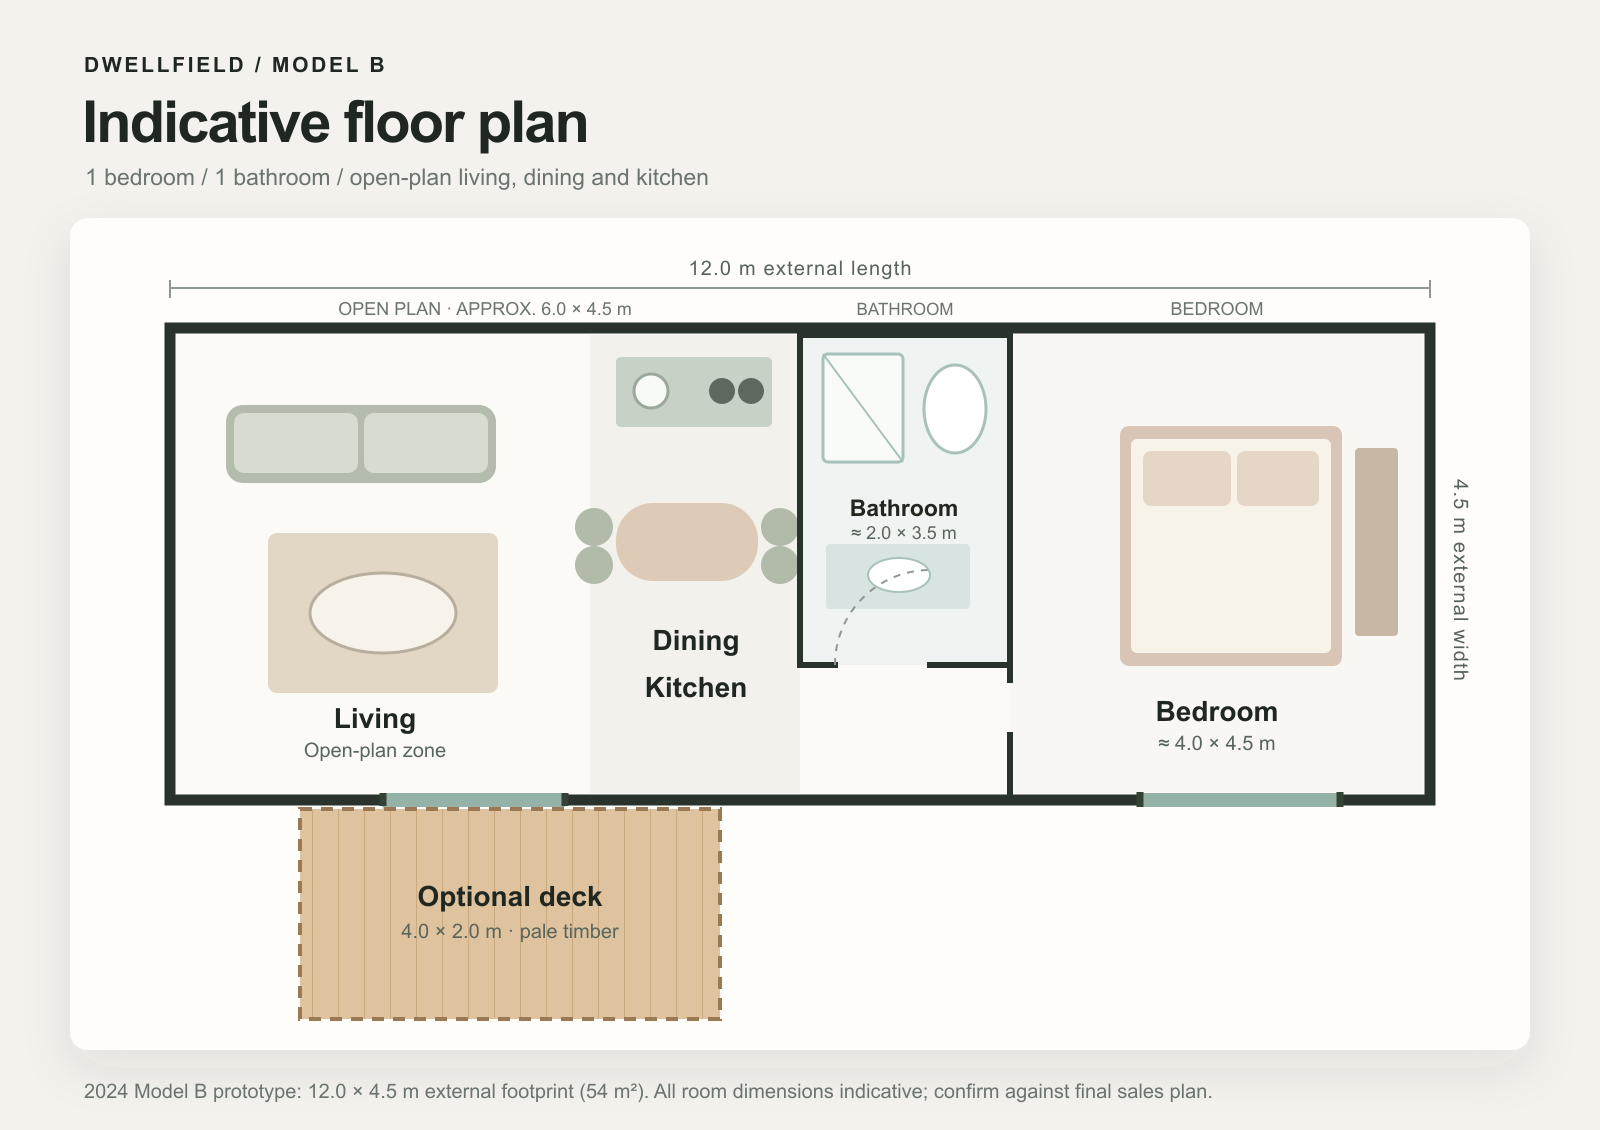 DWELLFIELD / MODEL B
Indicative floor plan
1 bedroom / 1 bathroom / open-plan living, dining and kitchen
12.0 m external length
OPEN PLAN · APPROX. 6.0 × 4.5 m
BATHROOM
BEDROOM
Bathroom
≈ 2.0 × 3.5 m
4.5 m external width
Dining
Kitchen
Living
Open-plan zone
Bedroom
≈ 4.0 × 4.5 m
Optional deck
4.0 × 2.0 m · pale timber
2024 Model B prototype: 12.0 × 4.5 m external footprint (54 m²). All room dimensions indicative; confirm against final sales plan.